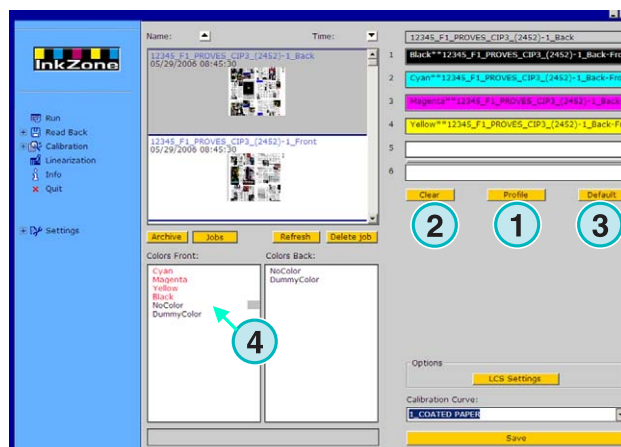 InkZone
Run
Read Back
Calibration
Linearization
Info
Quit
Settings
Name:
Time:
12345_F1_PROVES_CIP3_(2452)-1_Back
05/29/2006 08:45:30
12345_F1_PROVES_CIP3_(2452)-1_Front
05/29/2006 08:45:30
Archive
Jobs
Refresh
Delete job
Colors Front:
Cyan
Magenta
Yellow
Black
NoColor
DummyColor
4
Colors Back:
NoColor
DummyColor
12345_F1_PROVES_CIP3_(2452)-1_Back
1 Black**12345_F1_PROVES_CIP3_(2452)-1_Back-Fro
2 Cyan**12345_F1_PROVES_CIP3_(2452)-1_Back-Fro
3 Magenta**12345_F1_PROVES_CIP3_(2452)-1_Back
4 Yellow**12345_F1_PROVES_CIP3_(2452)-1_Back-Fr
5
6
Clear
Profile
Default
2
1
3
Options
LCS Settings
Calibration Curve:
1_COATED PAPER
Save